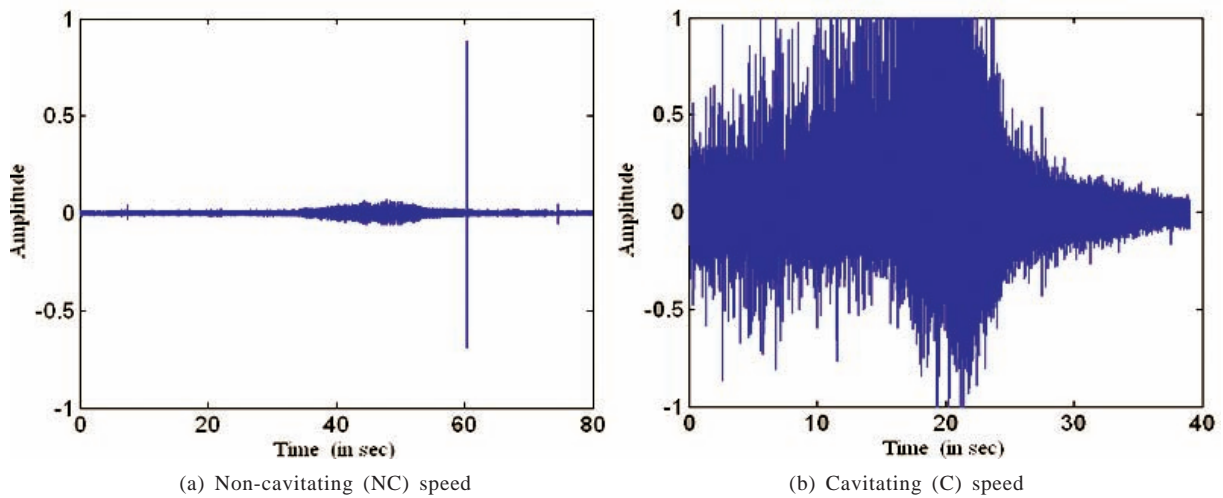 1
0.5
0
-0.5
-1
Amplitude
0 20 40 60 80
Time (in sec)
(a) Non-cavitating (NC) speed
1
0.5
0
-0.5
-1
Amplitude
0 10 20 30 40
Time (in sec)
(b) Cavitating (C) speed